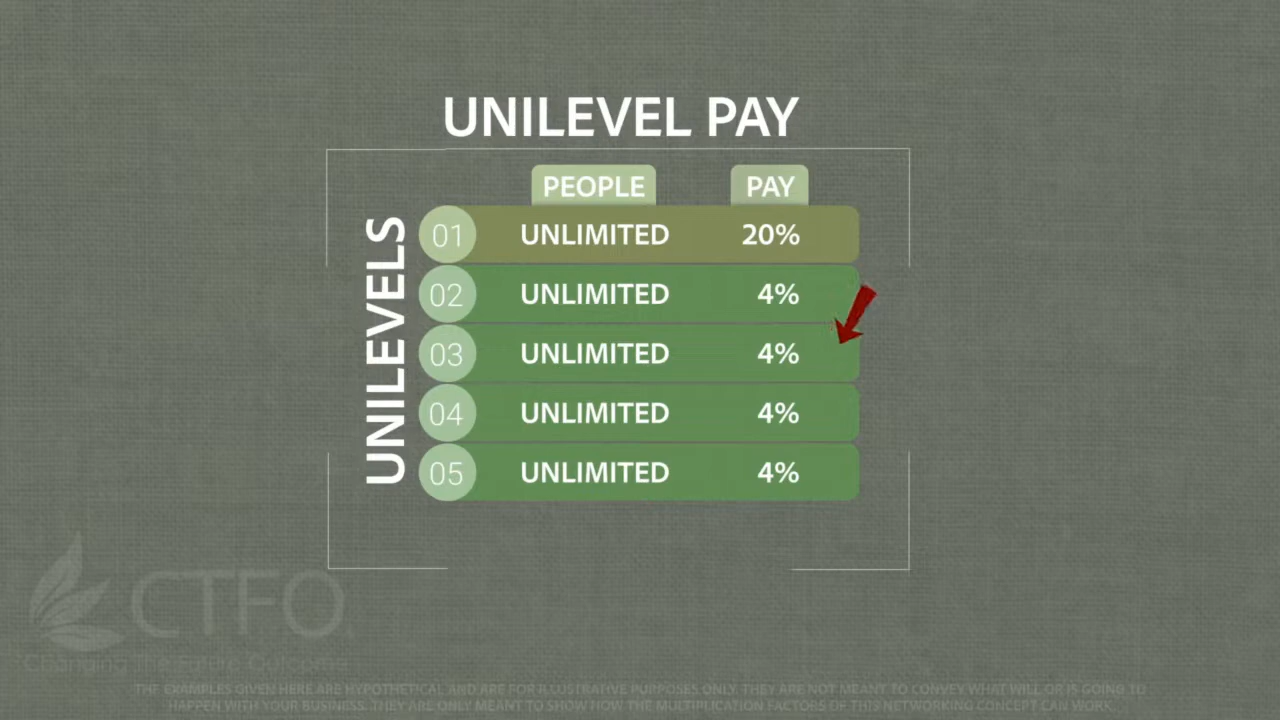 UNILEVEL PAY
PEOPLE PAY
UNILEVELS
01 UNLIMITED 20%
02 UNLIMITED 4%
03 UNLIMITED 4%
04 UNLIMITED 4%
05 UNLIMITED 4%
CTFO
Changing The Future Outcome
THE EXAMPLES GIVEN HERE ARE HYPOTHETICAL AND ARE FOR ILLUSTRATIVE PURPOSES ONLY. THEY ARE NOT MEANT TO CONVEY WHAT WILL OR IS GOING TO
HAPPEN WITH YOUR BUSINESS. THEY ARE ONLY MEANT TO SHOW HOW THE MULTIPLICATION FACTORS OF THIS NETWORKING CONCEPT CAN WORK.